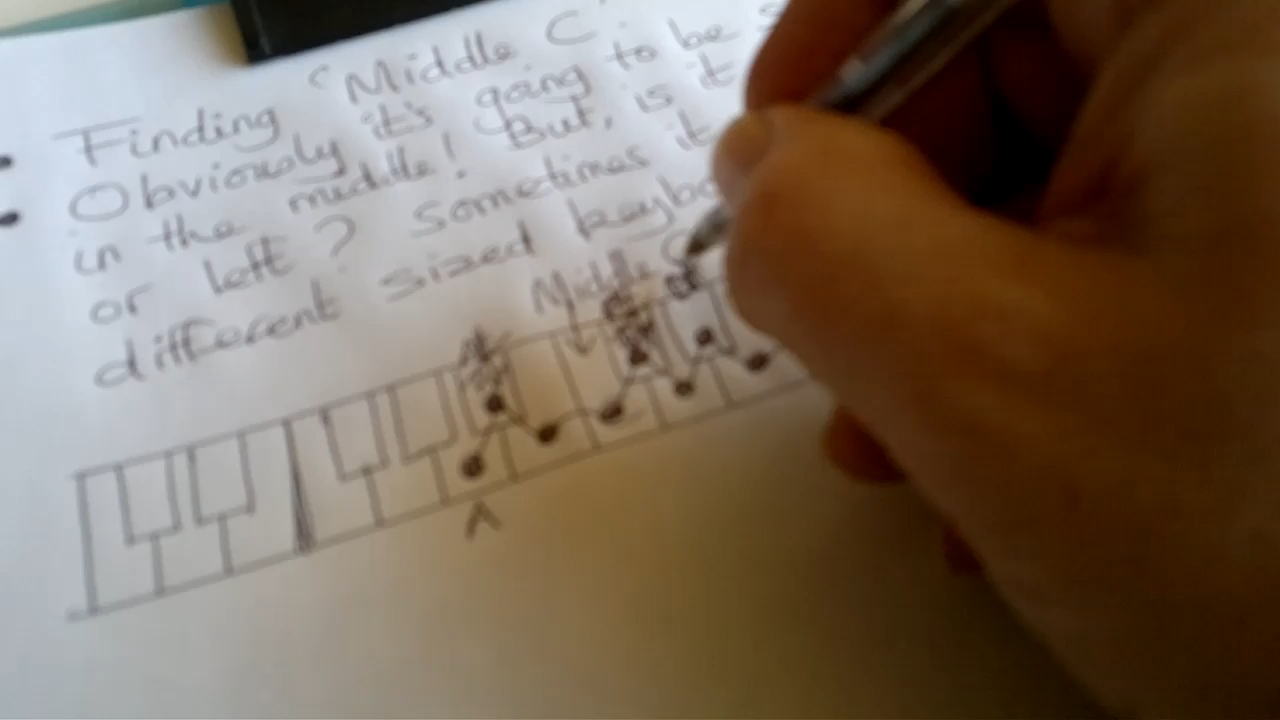 Finding 'Middle C'.
Obviously it's going to be
in the middle! But, is it
or left? Sometimes it
different sized
Middle C
A